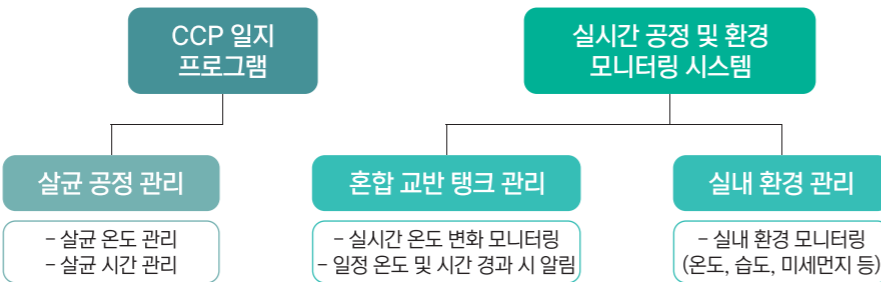 CCP 일지
프로그램
실시간 공정 및 환경
모니터링 시스템
살균 공정 관리
혼합 교반 탱크 관리
실내 환경 관리
- 살균 온도 관리
- 살균 시간 관리
- 실시간 온도 변화 모니터링
- 일정 온도 및 시간 경과 시 알림
- 실내 환경 모니터링
(온도, 습도, 미세먼지 등)